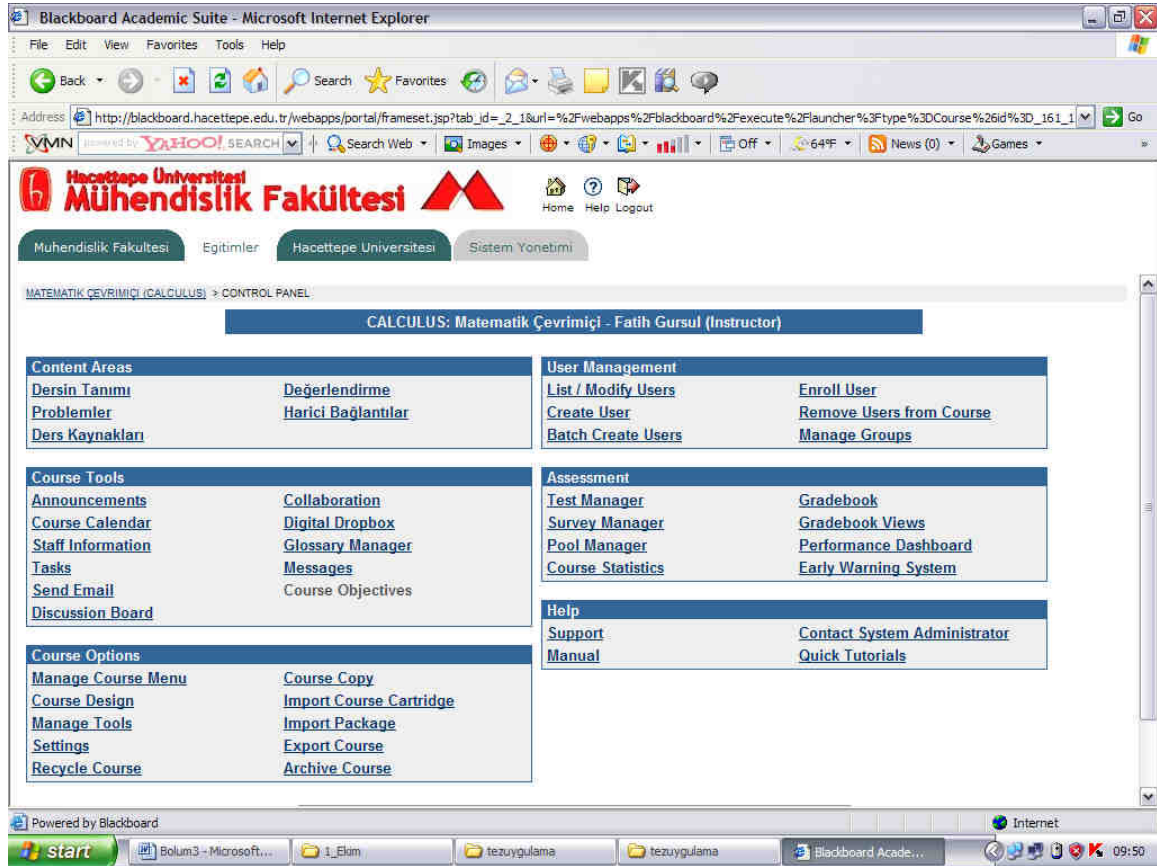 Blackboard Academic Suite - Microsoft Internet Explorer
File Edit View Favorites Tools Help
Back Search Favorites
Address http://blackboard.hacettepe.edu.tr/webapps/portal/frameset.jsp?tab_id=_2_1&url=%2Fwebapps%2Fblackboard%2Fexecute%2Flauncher%3Ftype%3DCourse%26id%3D_161_1 Go
VMN powered by YAHOO! SEARCH Search Web Images Off 64°F News (0) Games »
Hacettepe Üniversitesi
Mühendislik Fakültesi
Home Help Logout
Muhendislik Fakultesi Egitimler Hacettepe Universitesi Sistem Yonetimi
MATEMATIK ÇEVRIMIÇI (CALCULUS) > CONTROL PANEL
CALCULUS: Matematik Çevrimiçi - Fatih Gursul (Instructor)
Content Areas
Dersin Tanımı Değerlendirme
Problemler Harici Bağlantılar
Ders Kaynakları
User Management
List / Modify Users Enroll User
Create User Remove Users from Course
Batch Create Users Manage Groups
Course Tools
Announcements Collaboration
Course Calendar Digital Dropbox
Staff Information Glossary Manager
Tasks Messages
Send Email Course Objectives
Discussion Board
Assessment
Test Manager Gradebook
Survey Manager Gradebook Views
Pool Manager Performance Dashboard
Course Statistics Early Warning System
Help
Support Contact System Administrator
Manual Quick Tutorials
Course Options
Manage Course Menu Course Copy
Course Design Import Course Cartridge
Manage Tools Import Package
Settings Export Course
Recycle Course Archive Course
Powered by Blackboard Internet
start Bolum3 - Microsoft... 1_Ekim tezuygulama tezuygulama Blackboard Acade... 09:50